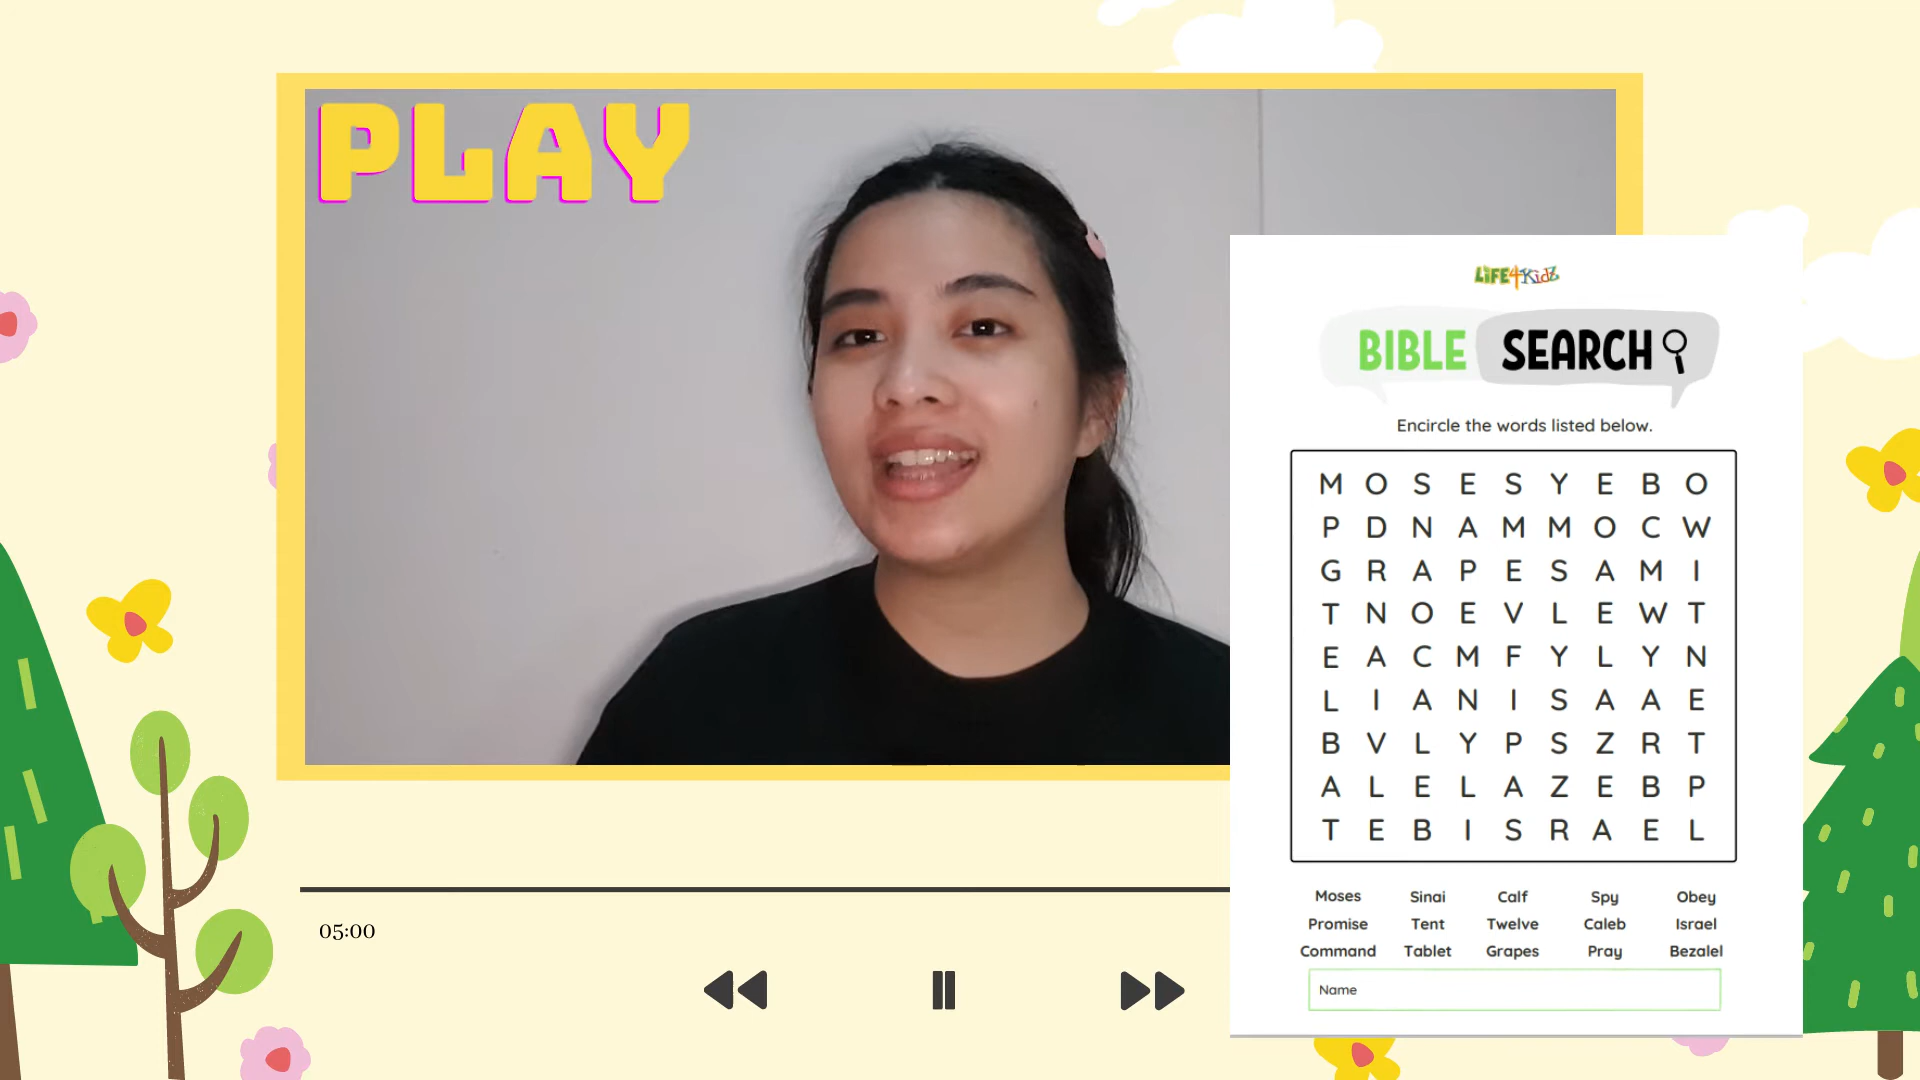 PLAY
LiFE4Kidz
BIBLE SEARCH
Encircle the words listed below.
M O S E S Y E B O
P D N A M M O C W
G R A P E S A M I
T N O E V L E W T
E A C M F Y L Y N
L I A N I S A A E
B V L Y P S Z R T
A L E L A Z E B P
T E B I S R A E L
Moses Sinai Calf Spy Obey
Promise Tent Twelve Caleb Israel
Command Tablet Grapes Pray Bezalel
Name
05:00